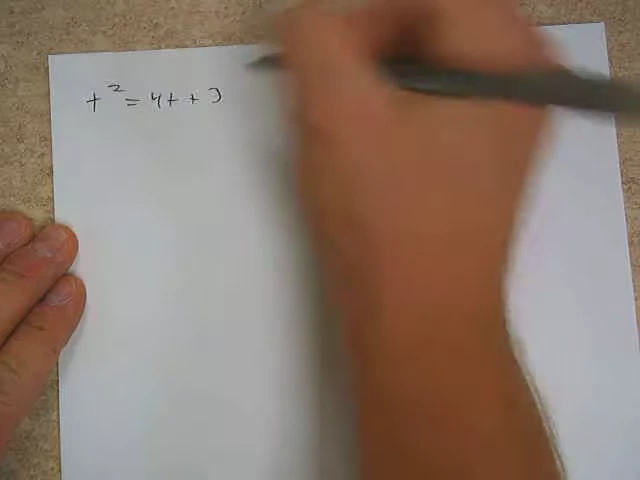 t² = 4t + 3